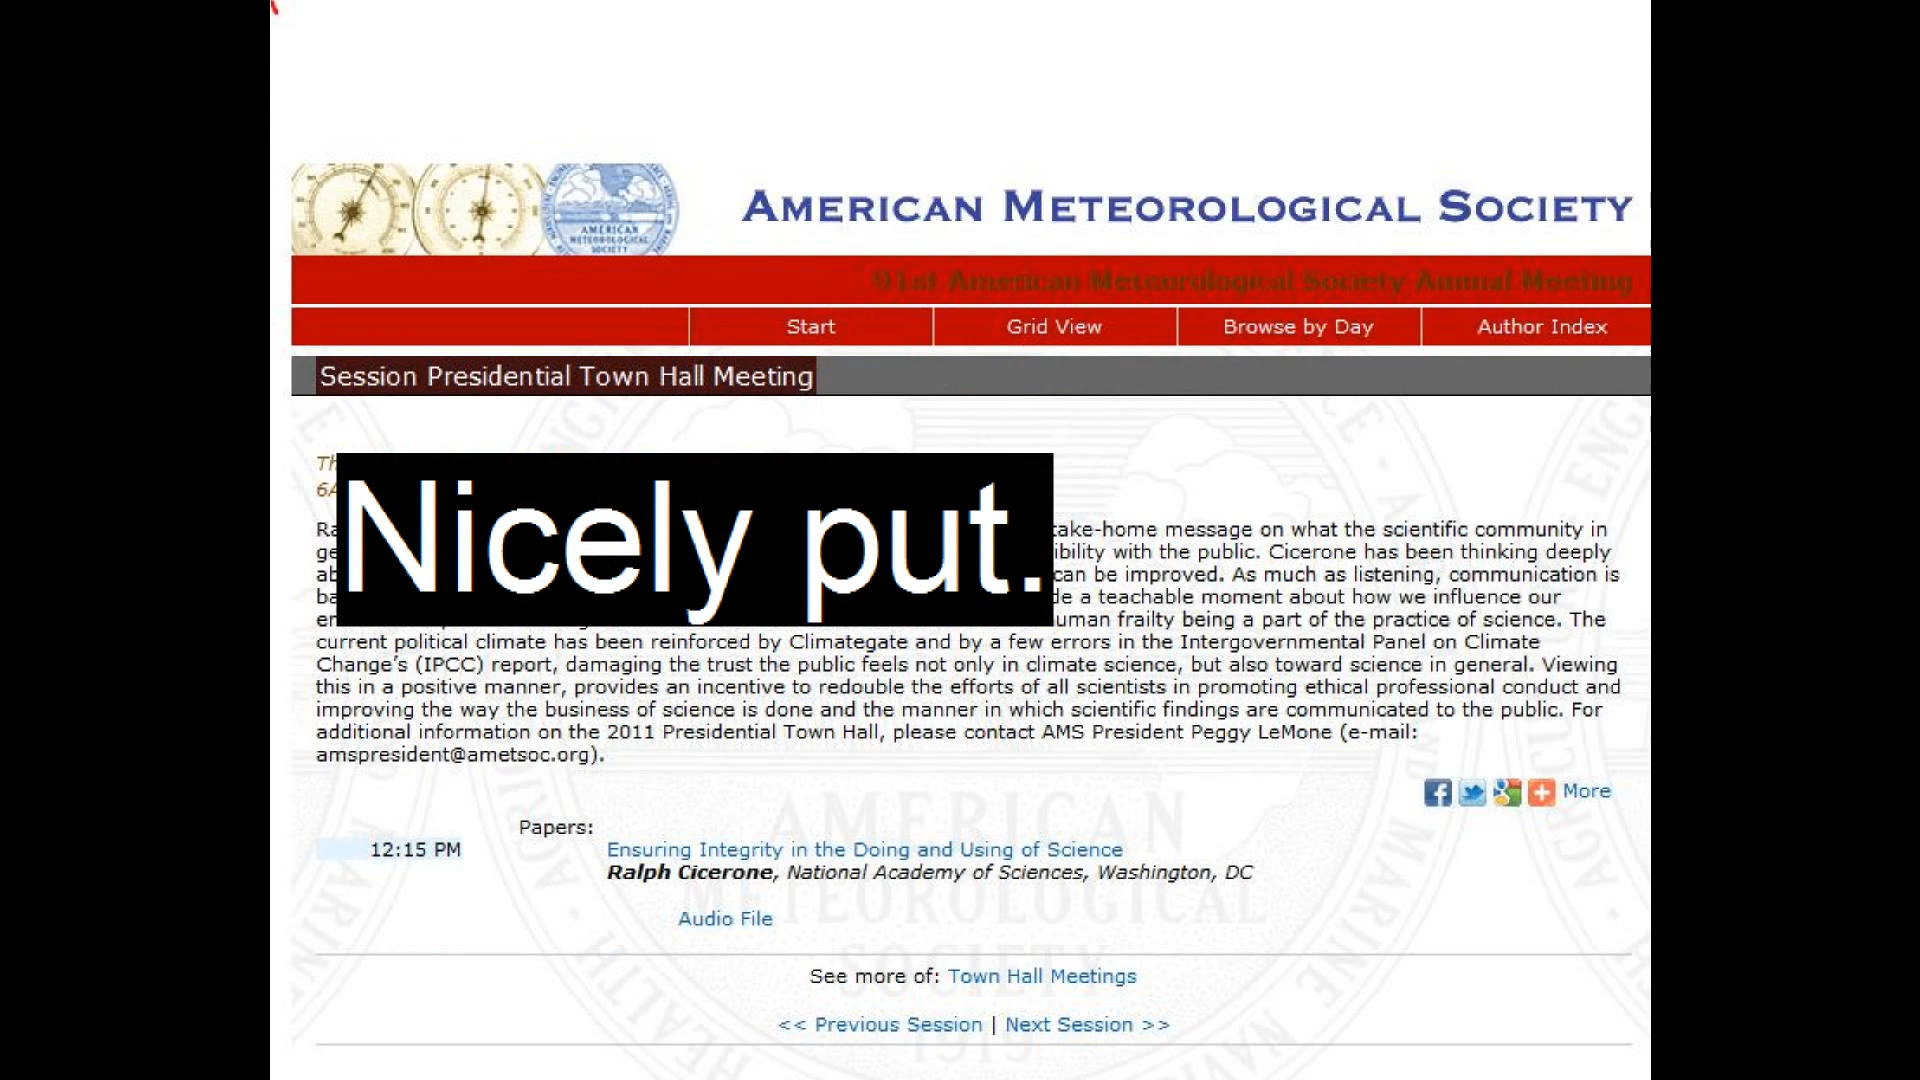 AMERICAN METEOROLOGICAL SOCIETY
AMERICAN
METEOROLOGICAL
SOCIETY
91st American Meteorological Society Annual Meeting
Start Grid View Browse by Day Author Index
Session Presidential Town Hall Meeting
Nicely put.
take-home message on what the scientific community in
ibility with the public. Cicerone has been thinking deeply
can be improved. As much as listening, communication is
de a teachable moment about how we influence our
uman frailty being a part of the practice of science. The
current political climate has been reinforced by Climategate and by a few errors in the Intergovernmental Panel on Climate
Change's (IPCC) report, damaging the trust the public feels not only in climate science, but also toward science in general. Viewing
this in a positive manner, provides an incentive to redouble the efforts of all scientists in promoting ethical professional conduct and
improving the way the business of science is done and the manner in which scientific findings are communicated to the public. For
additional information on the 2011 Presidential Town Hall, please contact AMS President Peggy LeMone (e-mail:
amspresident@ametsoc.org).
More
Papers:
12:15 PM
Ensuring Integrity in the Doing and Using of Science
Ralph Cicerone, National Academy of Sciences, Washington, DC
Audio File
See more of: Town Hall Meetings
<< Previous Session | Next Session >>
AMERICAN
METEOROLOGICAL
SOCIETY
1919